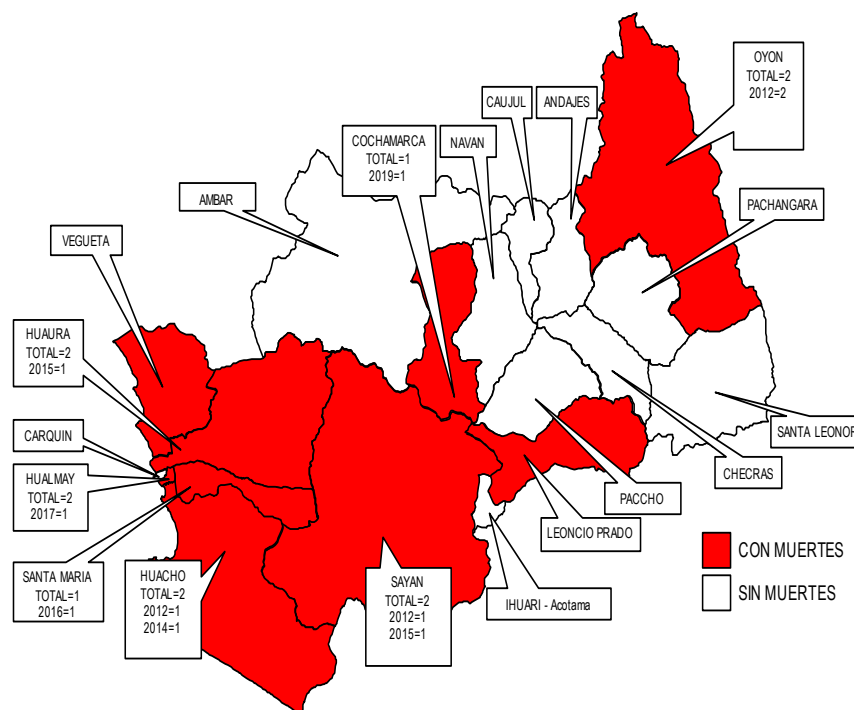 OYON
TOTAL=2
2012=2
CAUJUL
ANDAJES
COCHAMARCA
TOTAL=1
2019=1
NAVAN
AMBAR
PACHANGARA
VEGUETA
HUAURA
TOTAL=2
2015=1
CARQUIN
SANTA LEONOR
HUALMAY
TOTAL=2
2017=1
CHECRAS
PACCHO
LEONCIO PRADO
CON MUERTES
SIN MUERTES
SANTA MARIA
TOTAL=1
2016=1
HUACHO
TOTAL=2
2012=1
2014=1
SAYAN
TOTAL=2
2012=1
2015=1
IHUARI - Acotama